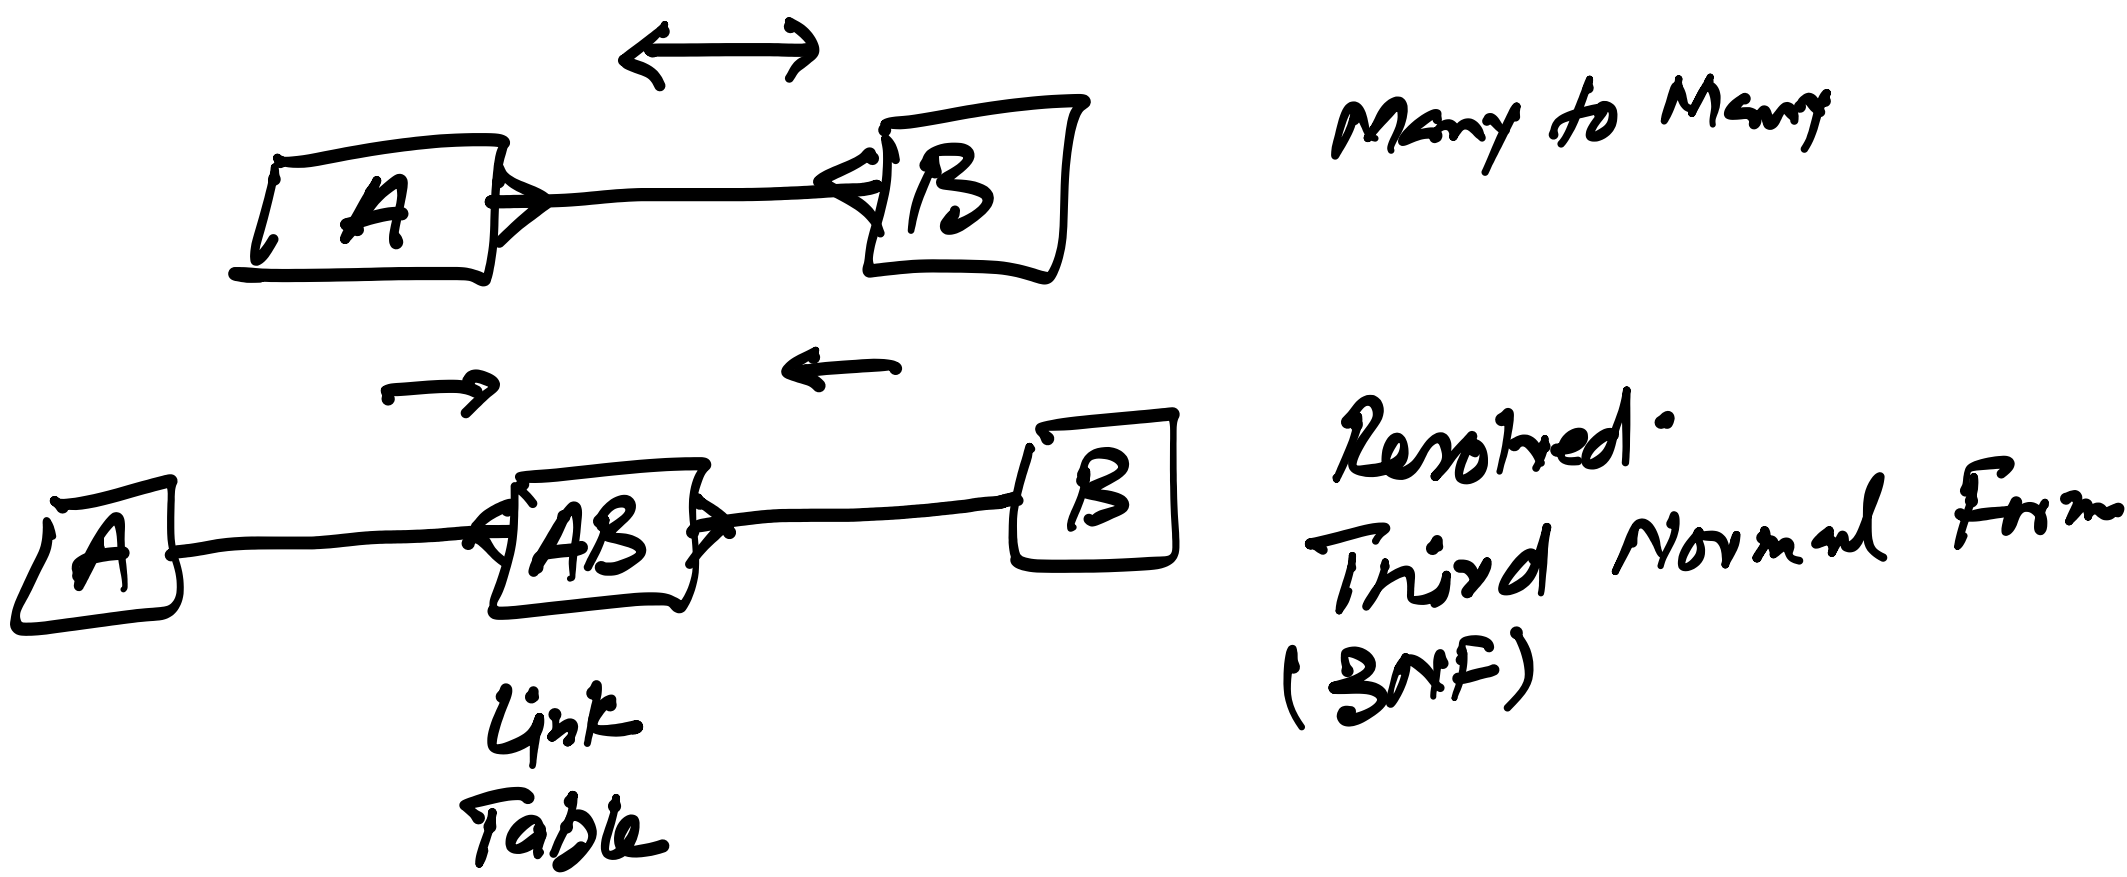 A
B
Many to Many
A
AB
B
Resolved.
Third Normal Form
(3NF)
Link
Table